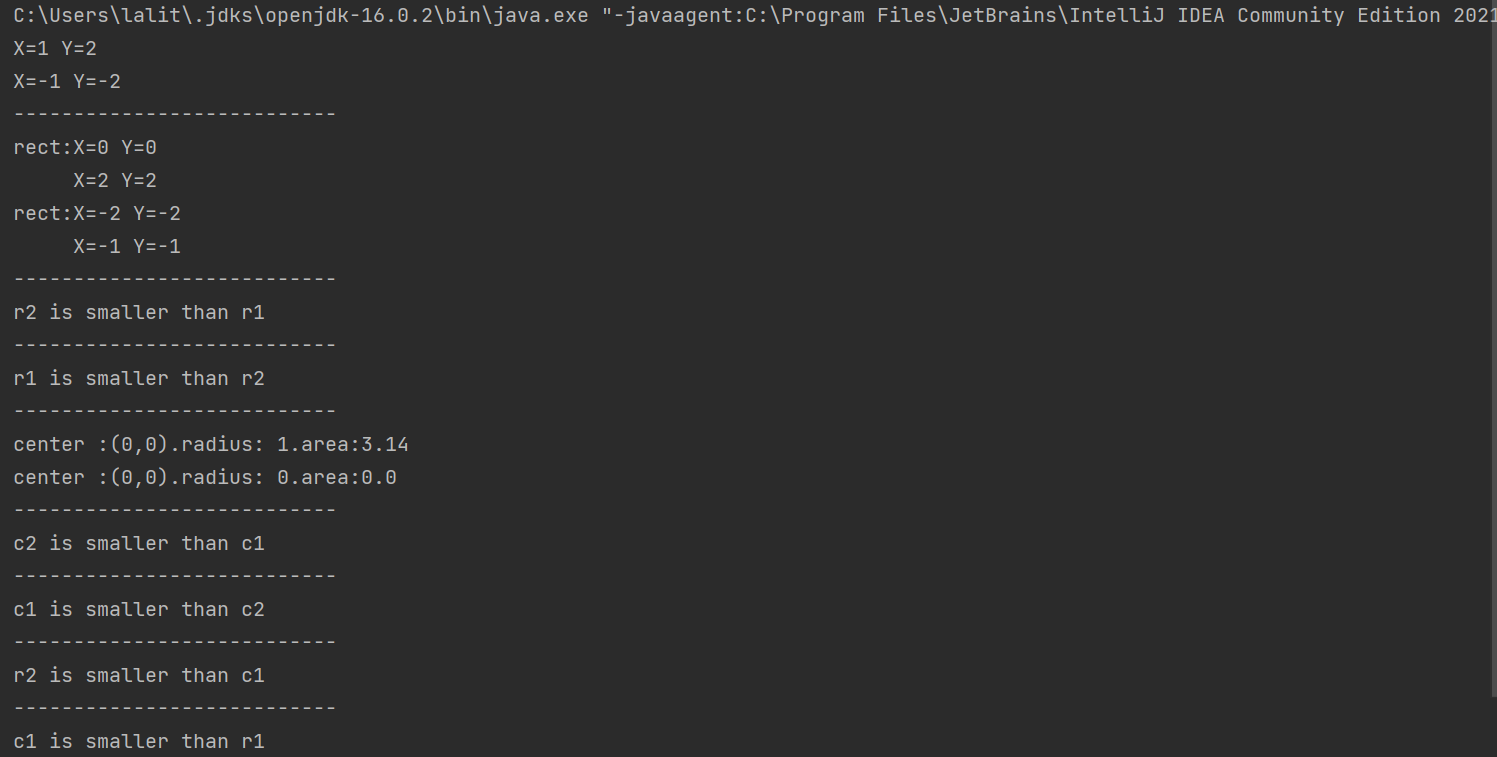 C:\Users\lalit\.jdks\openjdk-16.0.2\bin\java.exe "-javaagent:C:\Program Files\JetBrains\IntelliJ IDEA Community Edition 2021
X=1 Y=2
X=-1 Y=-2
---------------------------
rect:X=0 Y=0
     X=2 Y=2
rect:X=-2 Y=-2
     X=-1 Y=-1
---------------------------
r2 is smaller than r1
---------------------------
r1 is smaller than r2
---------------------------
center :(0,0).radius: 1.area:3.14
center :(0,0).radius: 0.area:0.0
---------------------------
c2 is smaller than c1
---------------------------
c1 is smaller than c2
---------------------------
r2 is smaller than c1
---------------------------
c1 is smaller than r1